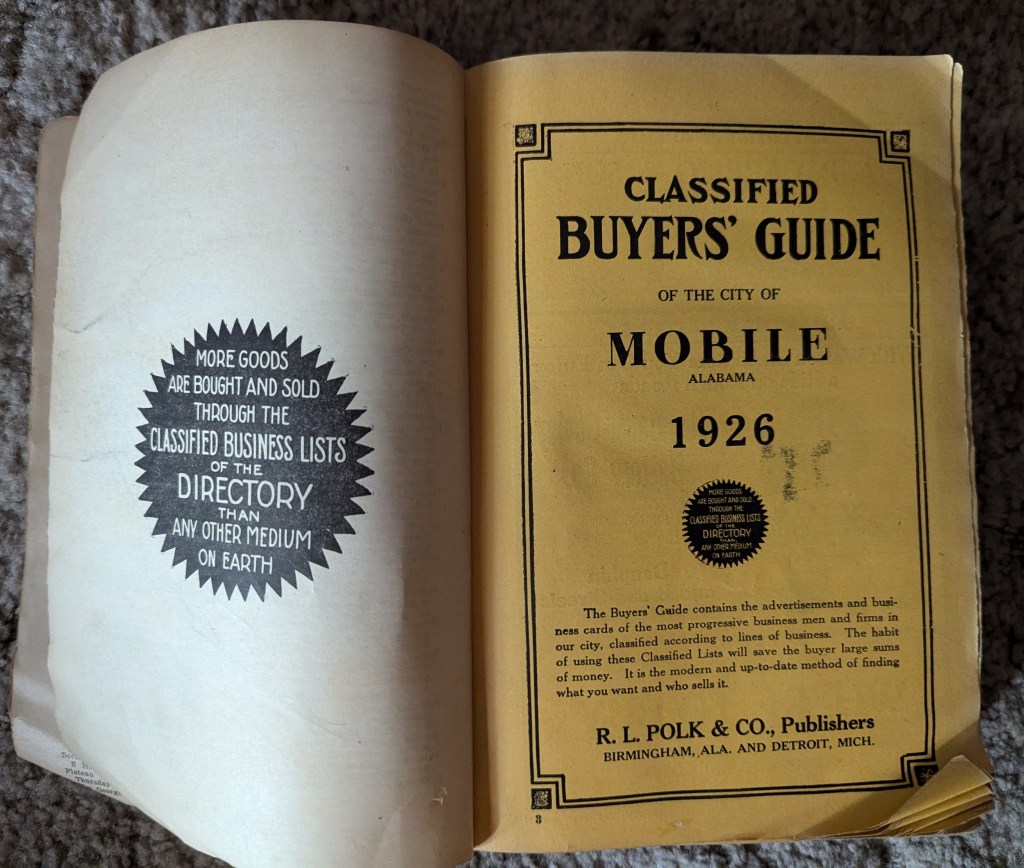 MORE GOODS
ARE BOUGHT AND SOLD
THROUGH THE
CLASSIFIED BUSINESS LISTS
OF THE
DIRECTORY
THAN
ANY OTHER MEDIUM
ON EARTH
Plateau
Thursday
George
CLASSIFIED
BUYERS' GUIDE
OF THE CITY OF
MOBILE
ALABAMA
1926
MORE GOODS
ARE BOUGHT AND SOLD
THROUGH THE
CLASSIFIED BUSINESS LISTS
OF THE
DIRECTORY
THAN
ANY OTHER MEDIUM
ON EARTH
The Buyers' Guide contains the advertisements and busi-
ness cards of the most progressive business men and firms in
our city, classified according to lines of business. The habit
of using these Classified Lists will save the buyer large sums
of money. It is the modern and up-to-date method of finding
what you want and who sells it.
R. L. POLK & CO., Publishers
BIRMINGHAM, ALA. AND DETROIT, MICH.
3